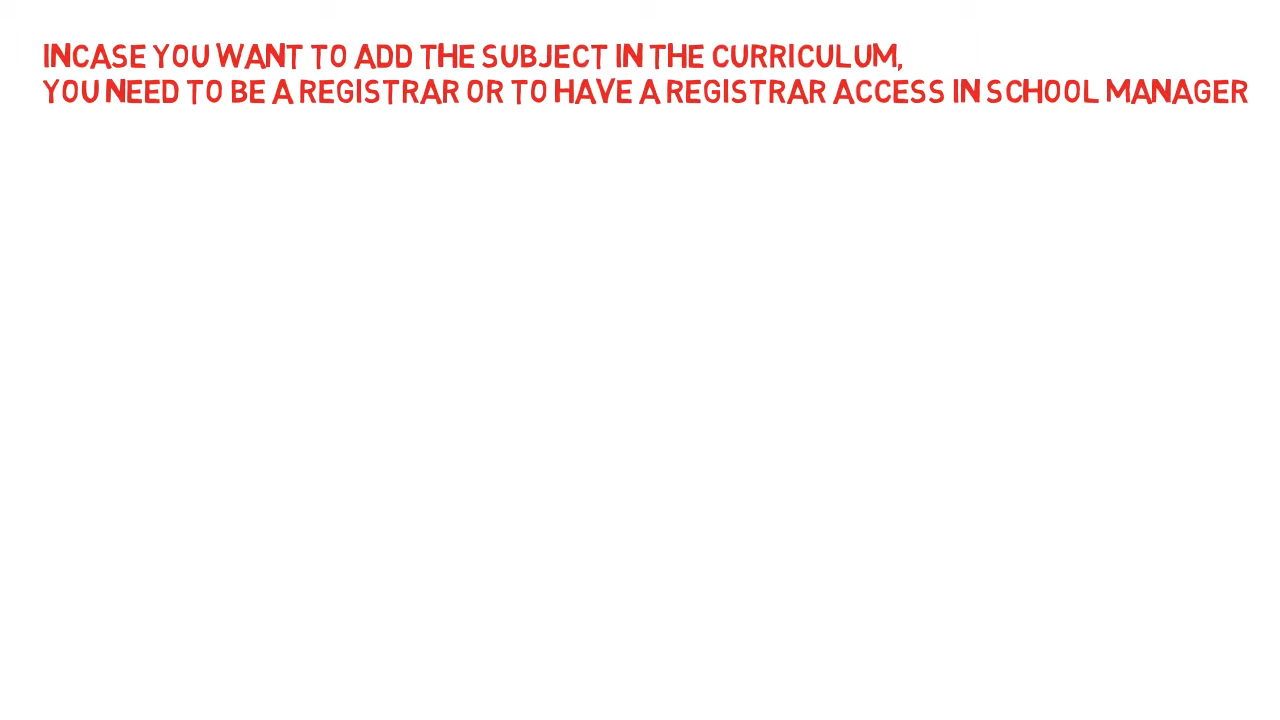 INCASE YOU WANT TO ADD THE SUBJECT IN THE CURRICULUM,
YOU NEED TO BE A REGISTRAR OR TO HAVE A REGISTRAR ACCESS IN SCHOOL MANAGER